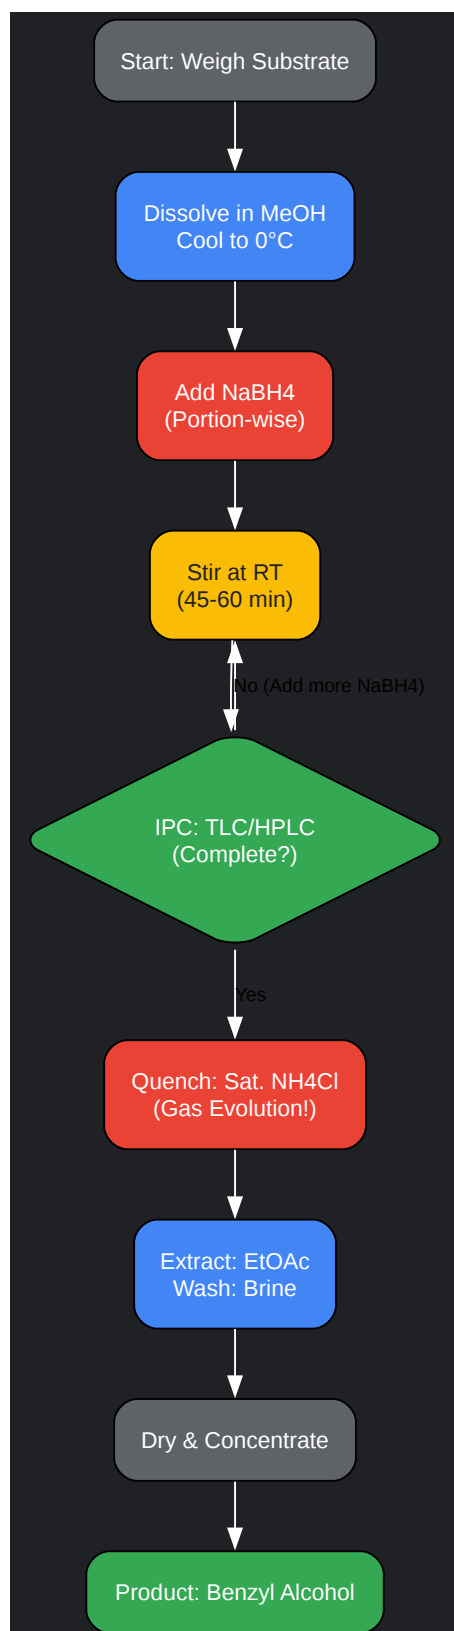 Start: Weigh Substrate
Dissolve in MeOH
Cool to 0°C
Add NaBH4
(Portion-wise)
Stir at RT
(45-60 min)
No (Add more NaBH4)
IPC: TLC/HPLC
(Complete?)
Yes
Quench: Sat. NH4Cl
(Gas Evolution!)
Extract: EtOAc
Wash: Brine
Dry & Concentrate
Product: Benzyl Alcohol